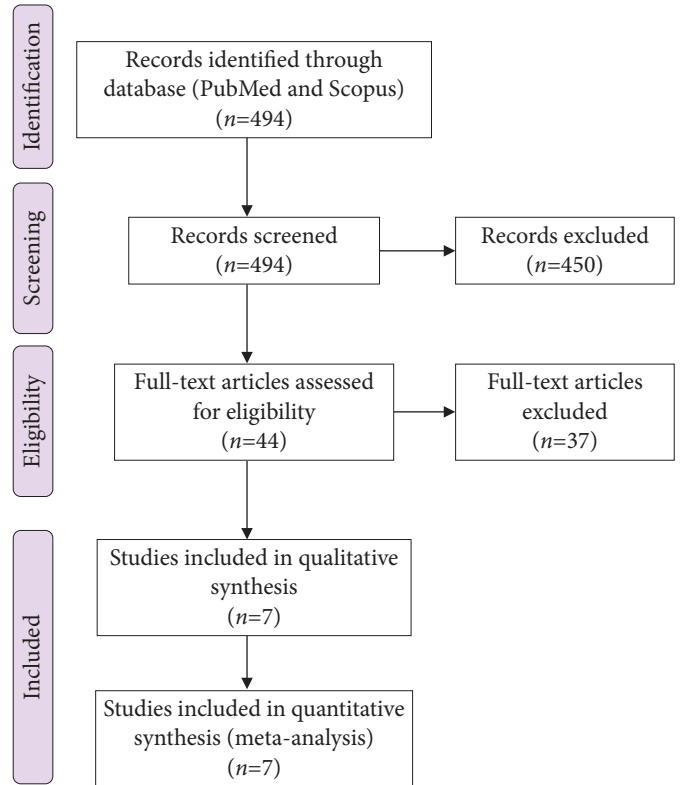 Identification
Records identified through
database (PubMed and Scopus)
(n=494)
Screening
Records screened
(n=494)
Records excluded
(n=450)
Eligibility
Full-text articles assessed
for eligibility
(n=44)
Full-text articles
excluded
(n=37)
Included
Studies included in qualitative
synthesis
(n=7)
Studies included in quantitative
synthesis (meta-analysis)
(n=7)